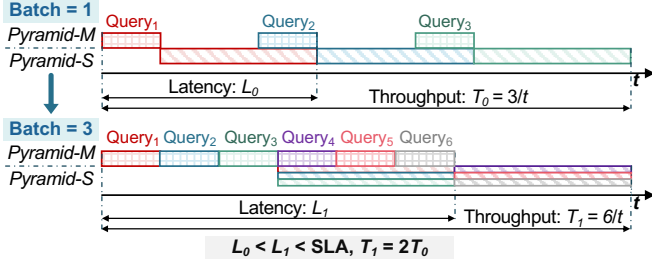 Batch = 1
Query₁ Query₂ Query₃
Pyramid-M
Pyramid-S
t
Latency: L₀
Throughput: T₀ = 3/t
Batch = 3
Query₁ Query₂ Query₃ Query₄ Query₅ Query₆
Pyramid-M
Pyramid-S
t
Latency: L₁
Throughput: T₁ = 6/t
L₀ < L₁ < SLA, T₁ = 2T₀